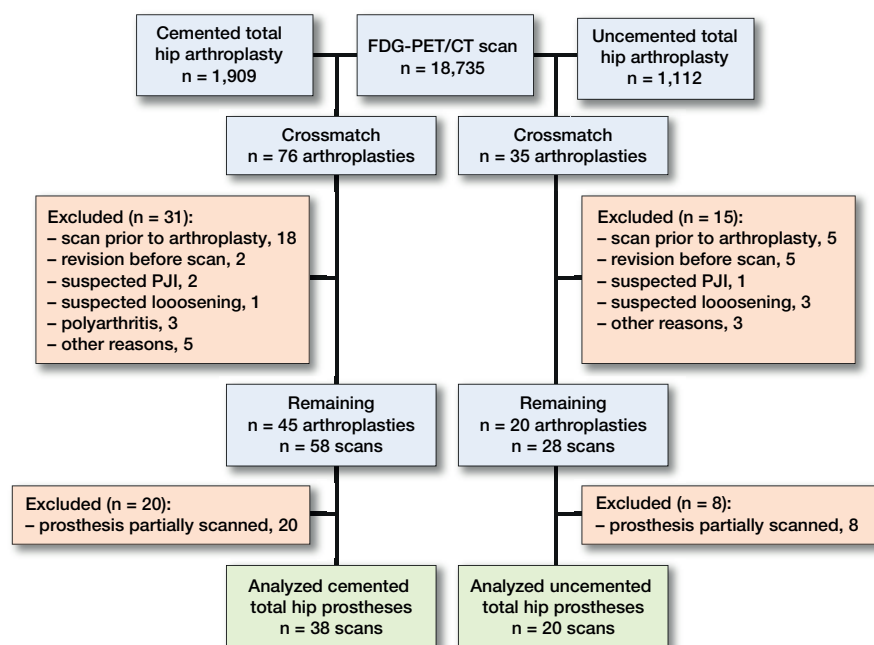 Cemented total
hip arthroplasty
n = 1,909
FDG-PET/CT scan
n = 18,735
Uncemented total
hip arthroplasty
n = 1,112
Crossmatch
n = 76 arthroplasties
Crossmatch
n = 35 arthroplasties
Excluded (n = 31):
– scan prior to arthroplasty, 18
– revision before scan, 2
– suspected PJI, 2
– suspected looosening, 1
– polyarthritis, 3
– other reasons, 5
Excluded (n = 15):
– scan prior to arthroplasty, 5
– revision before scan, 5
– suspected PJI, 1
– suspected looosening, 3
– other reasons, 3
Remaining
n = 45 arthroplasties
n = 58 scans
Remaining
n = 20 arthroplasties
n = 28 scans
Excluded (n = 20):
– prosthesis partially scanned, 20
Excluded (n = 8):
– prosthesis partially scanned, 8
Analyzed cemented
total hip prostheses
n = 38 scans
Analyzed uncemented
total hip prostheses
n = 20 scans